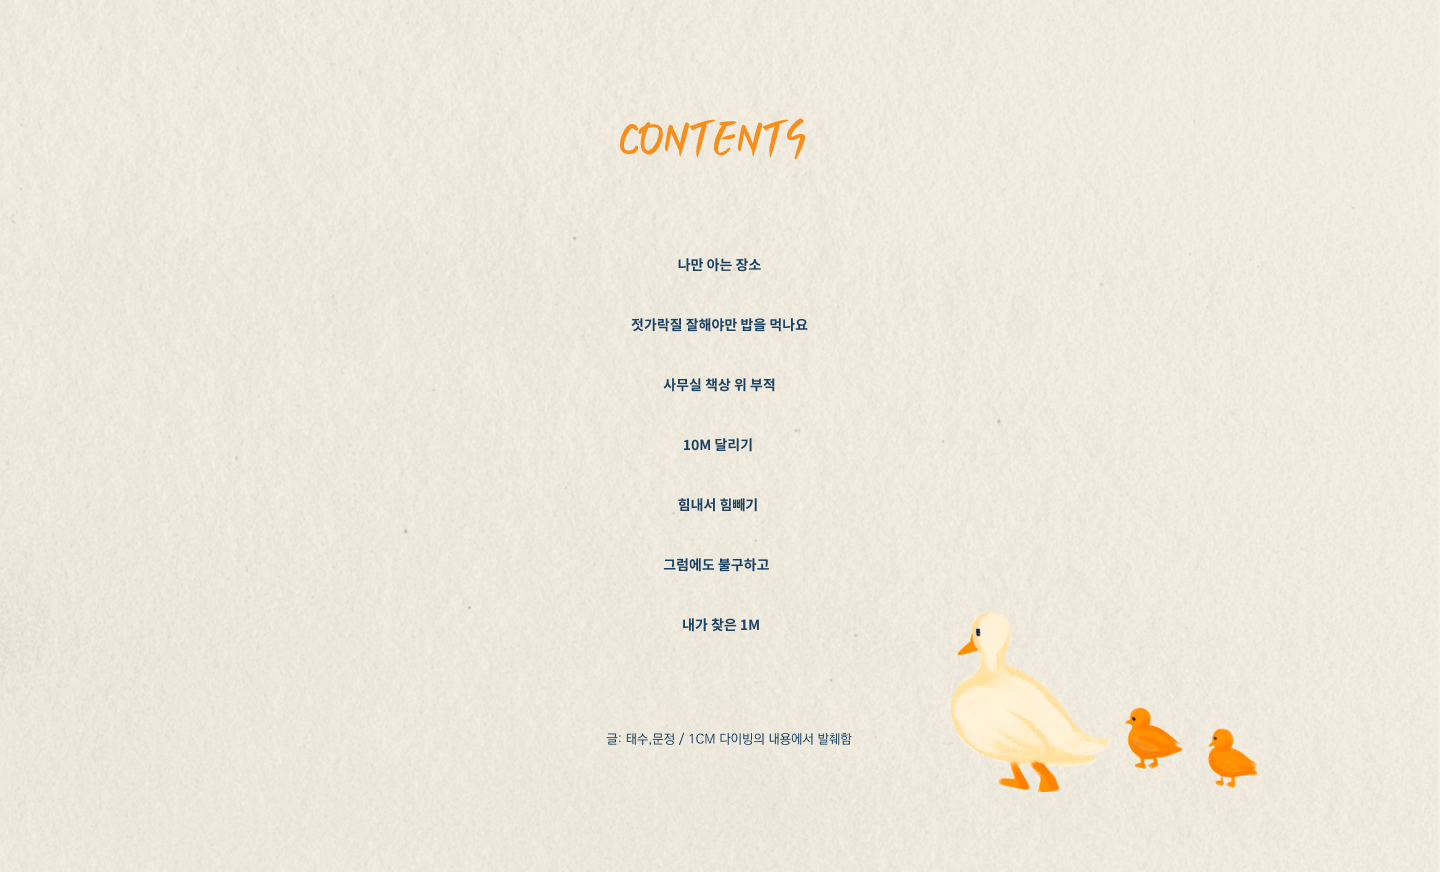 CONTENTS
나만 아는 장소
젓가락질 잘해야만 밥을 먹나요
사무실 책상 위 부적
10M 달리기
힘내서 힘빼기
그럼에도 불구하고
내가 찾은 1M
글: 태수,문정 / 1CM 다이빙의 내용에서 발췌함